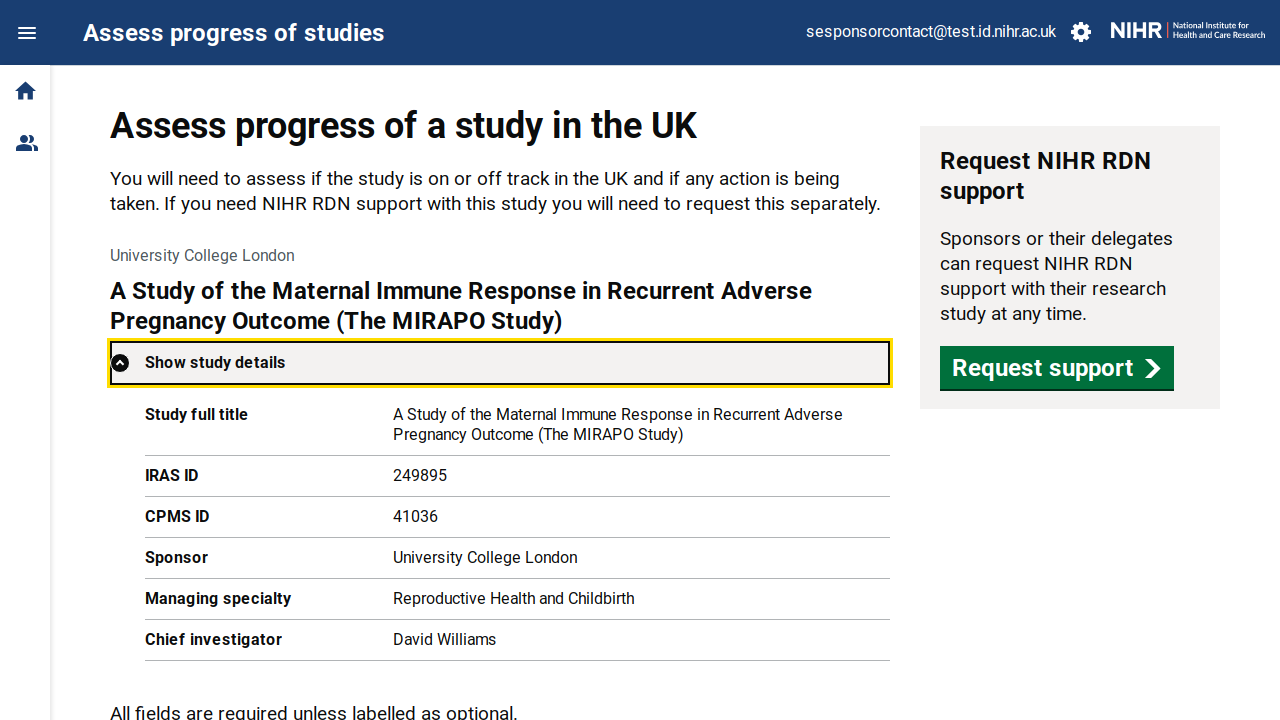 Assess progress of studies
sesponsorcontact@test.id.nihr.ac.uk
NIHR | National Institute for
Health and Care Research
Assess progress of a study in the UK
You will need to assess if the study is on or off track in the UK and if any action is being
taken. If you need NIHR RDN support with this study you will need to request this separately.
University College London
A Study of the Maternal Immune Response in Recurrent Adverse
Pregnancy Outcome (The MIRAPO Study)
Show study details
Study full title
A Study of the Maternal Immune Response in Recurrent Adverse
Pregnancy Outcome (The MIRAPO Study)
IRAS ID 249895
CPMS ID 41036
Sponsor University College London
Managing specialty Reproductive Health and Childbirth
Chief investigator David Williams
All fields are required unless labelled as optional.
Request NIHR RDN
support
Sponsors or their delegates
can request NIHR RDN
support with their research
study at any time.
Request support